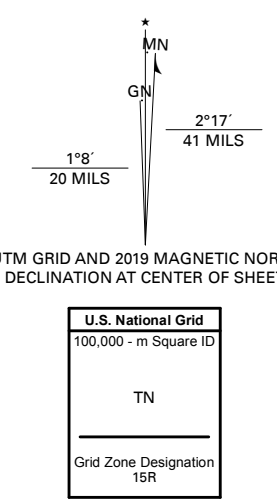 ★
MN
GN
2°17´
41 MILS
1°8´
20 MILS
UTM GRID AND 2019 MAGNETIC NOR
DECLINATION AT CENTER OF SHEET
U.S. National Grid
100,000 - m Square ID
TN
Grid Zone Designation
15R